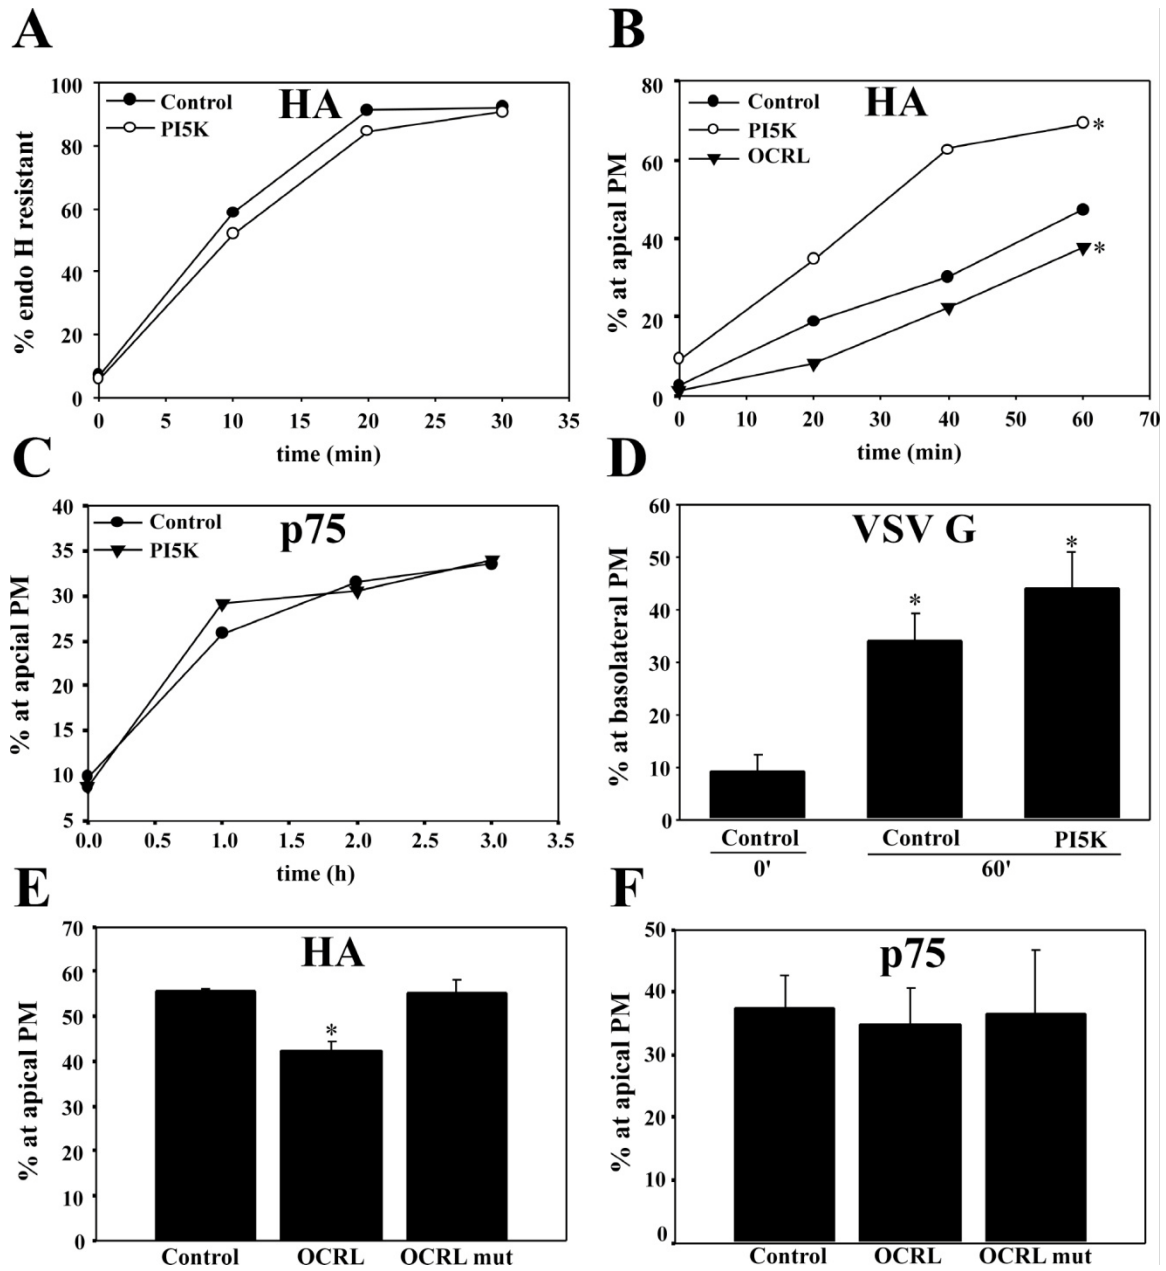 A
HA
Control
PI5K
% endo H resistant
100
80
60
40
20
0
0 5 10 15 20 25 30 35
time (min)
B
HA
Control
PI5K
OCRL
% at apical PM
80
60
40
20
0
*
*
0 10 20 30 40 50 60 70
time (min)
C
p75
Control
PI5K
% at apcial PM
40
35
30
25
20
15
10
5
0.0 0.5 1.0 1.5 2.0 2.5 3.0 3.5
time (h)
D
VSV G
% at basolateral PM
60
50
40
30
20
10
0
* *
Control Control PI5K
0' 60'
E
HA
% at apical PM
70
60
50
40
30
20
10
0
*
Control OCRL OCRL mut
F
p75
% at apical PM
50
40
30
20
10
0
Control OCRL OCRL mut